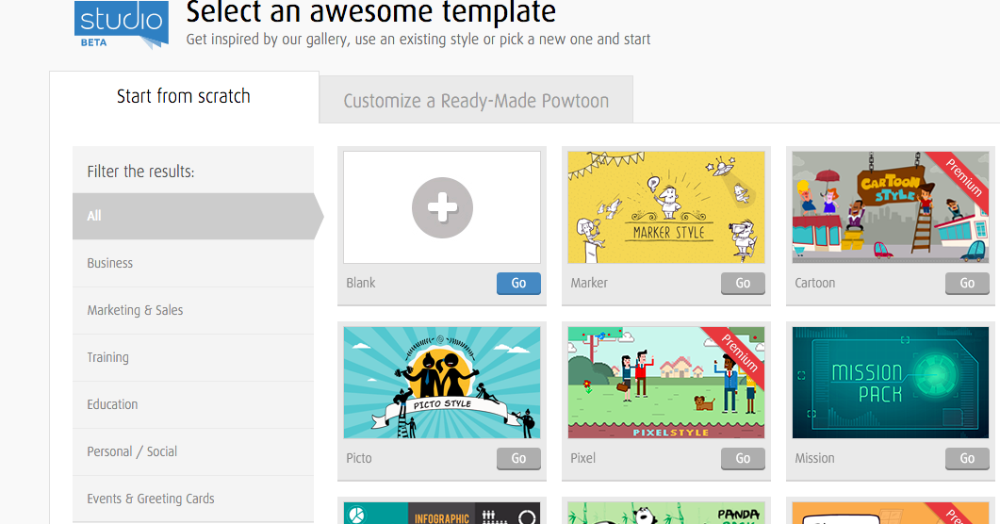 studio
BETA
Select an awesome template
Get inspired by our gallery, use an existing style or pick a new one and start
Start from scratch
Customize a Ready-Made Powtoon
Filter the results:
All
Business
Marketing & Sales
Training
Education
Personal / Social
Events & Greeting Cards
Blank
Go
MARKER STYLE
Marker
Go
CARTOON
STYLE
Premium
Cartoon
Go
PICTO STYLE
Picto
Go
Premium
PIXELSTYLE
Pixel
Go
MISSION
PACK
Mission
Go
INFOGRAPHIC
PANDA